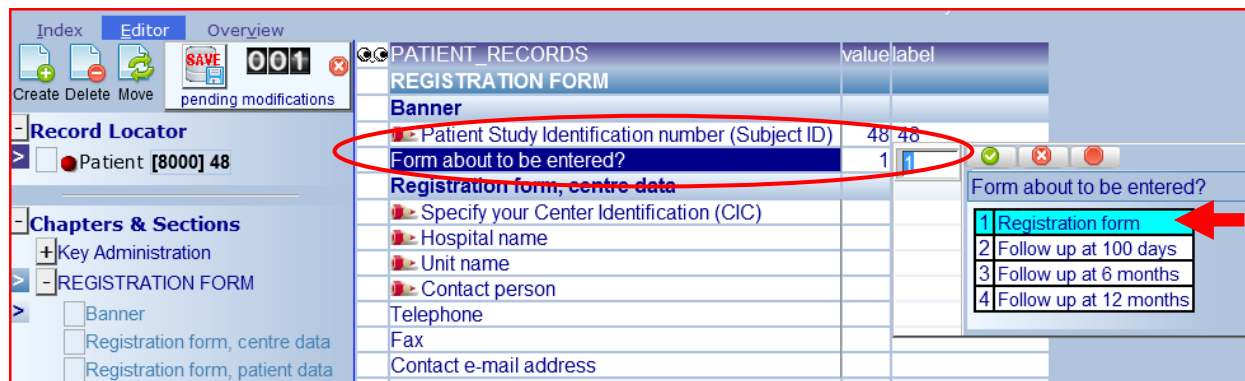 Index Editor Overview
Create Delete Move
SAVE
001
pending modifications
Record Locator
Patient [8000] 48
Chapters & Sections
Key Administration
REGISTRATION FORM
Banner
Registration form, centre data
Registration form, patient data
PATIENT_RECORDS value label
REGISTRATION FORM
Banner
Patient Study Identification number (Subject ID) 48 48
Form about to be entered? 1 1
Registration form, centre data
Specify your Center Identification (CIC)
Hospital name
Unit name
Contact person
Telephone
Fax
Contact e-mail address
Form about to be entered?
1 Registration form
2 Follow up at 100 days
3 Follow up at 6 months
4 Follow up at 12 months